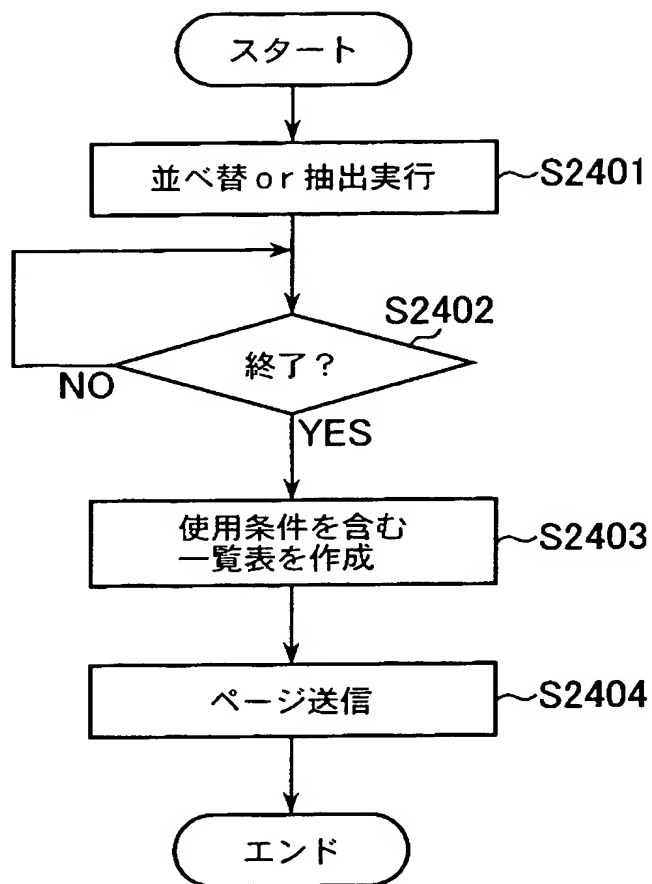 スタート
並べ替or抽出実行
S2401
S2402
終了?
NO
YES
使用条件を含む
一覧表を作成
S2403
ページ送信
S2404
エンド